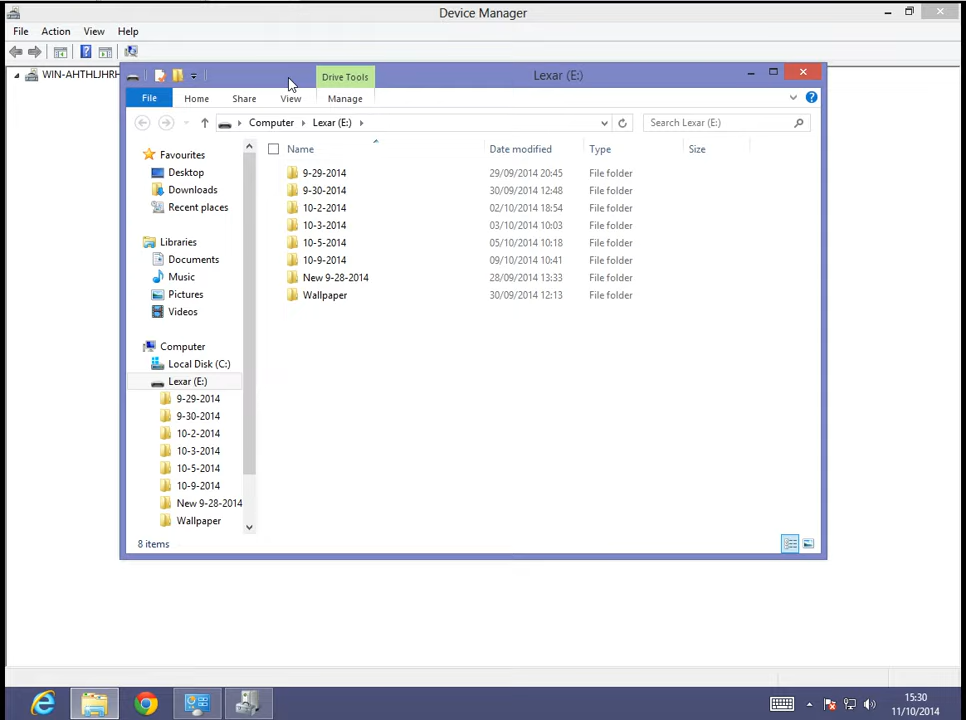 Device Manager
File Action View Help
WIN-AHTHLJHRH
Drive Tools
Lexar (E:)
File Home Share View Manage
Computer Lexar (E:)
Search Lexar (E:)
Favourites
Desktop
Downloads
Recent places
Libraries
Documents
Music
Pictures
Videos
Computer
Local Disk (C:)
Lexar (E:)
9-29-2014
9-30-2014
10-2-2014
10-3-2014
10-5-2014
10-9-2014
New 9-28-2014
Wallpaper
Name Date modified Type Size
9-29-2014 29/09/2014 20:45 File folder
9-30-2014 30/09/2014 12:48 File folder
10-2-2014 02/10/2014 18:54 File folder
10-3-2014 03/10/2014 10:03 File folder
10-5-2014 05/10/2014 10:18 File folder
10-9-2014 09/10/2014 10:41 File folder
New 9-28-2014 28/09/2014 13:33 File folder
Wallpaper 30/09/2014 12:13 File folder
8 items
15:30
11/10/2014